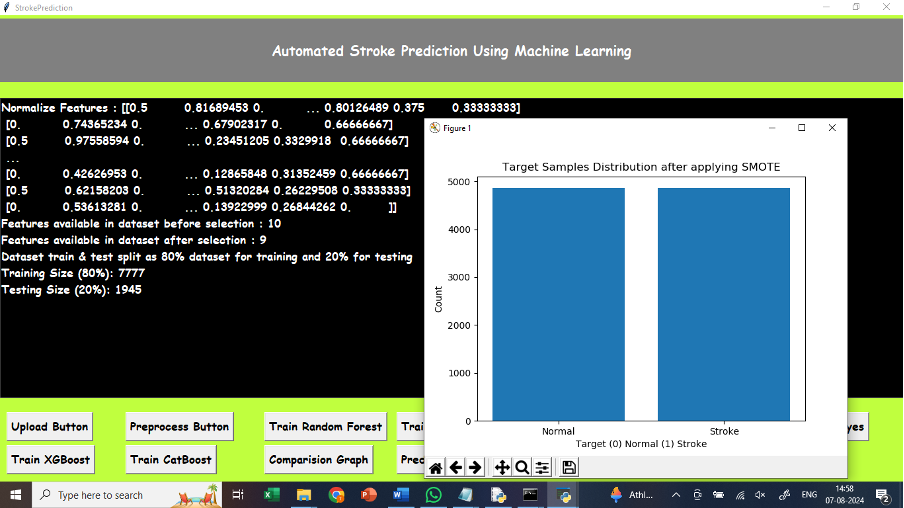 StrokePrediction
Automated Stroke Prediction Using Machine Learning
Normalize Features : [[0.5 0.81689453 0. ... 0.80126489 0.375 0.33333333]
[0. 0.74365234 0. ... 0.67902317 0. 0.66666667]
[0.5 0.97558594 0. ... 0.23451205 0.3329918 0.66666667]
...
[0. 0.42626953 0. ... 0.12865848 0.31352459 0.66666667]
[0.5 0.62158203 0. ... 0.51320284 0.26229508 0.33333333]
[0. 0.53613281 0. ... 0.13922999 0.26844262 0. ]]
Features available in dataset before selection : 10
Features available in dataset after selection : 9
Dataset train & test split as 80% dataset for training and 20% for testing
Training Size (80%): 7777
Testing Size (20%): 1945
Figure 1
Target Samples Distribution after applying SMOTE
5000
4000
3000
2000
1000
0
Count
Normal Stroke
Target (0) Normal (1) Stroke
Upload Button Preprocess Button Train Random Forest Trai yes
Train XGBoost Train CatBoost Comparision Graph Prec
Type here to search
Athl... ENG 14:58
07-08-2024
2